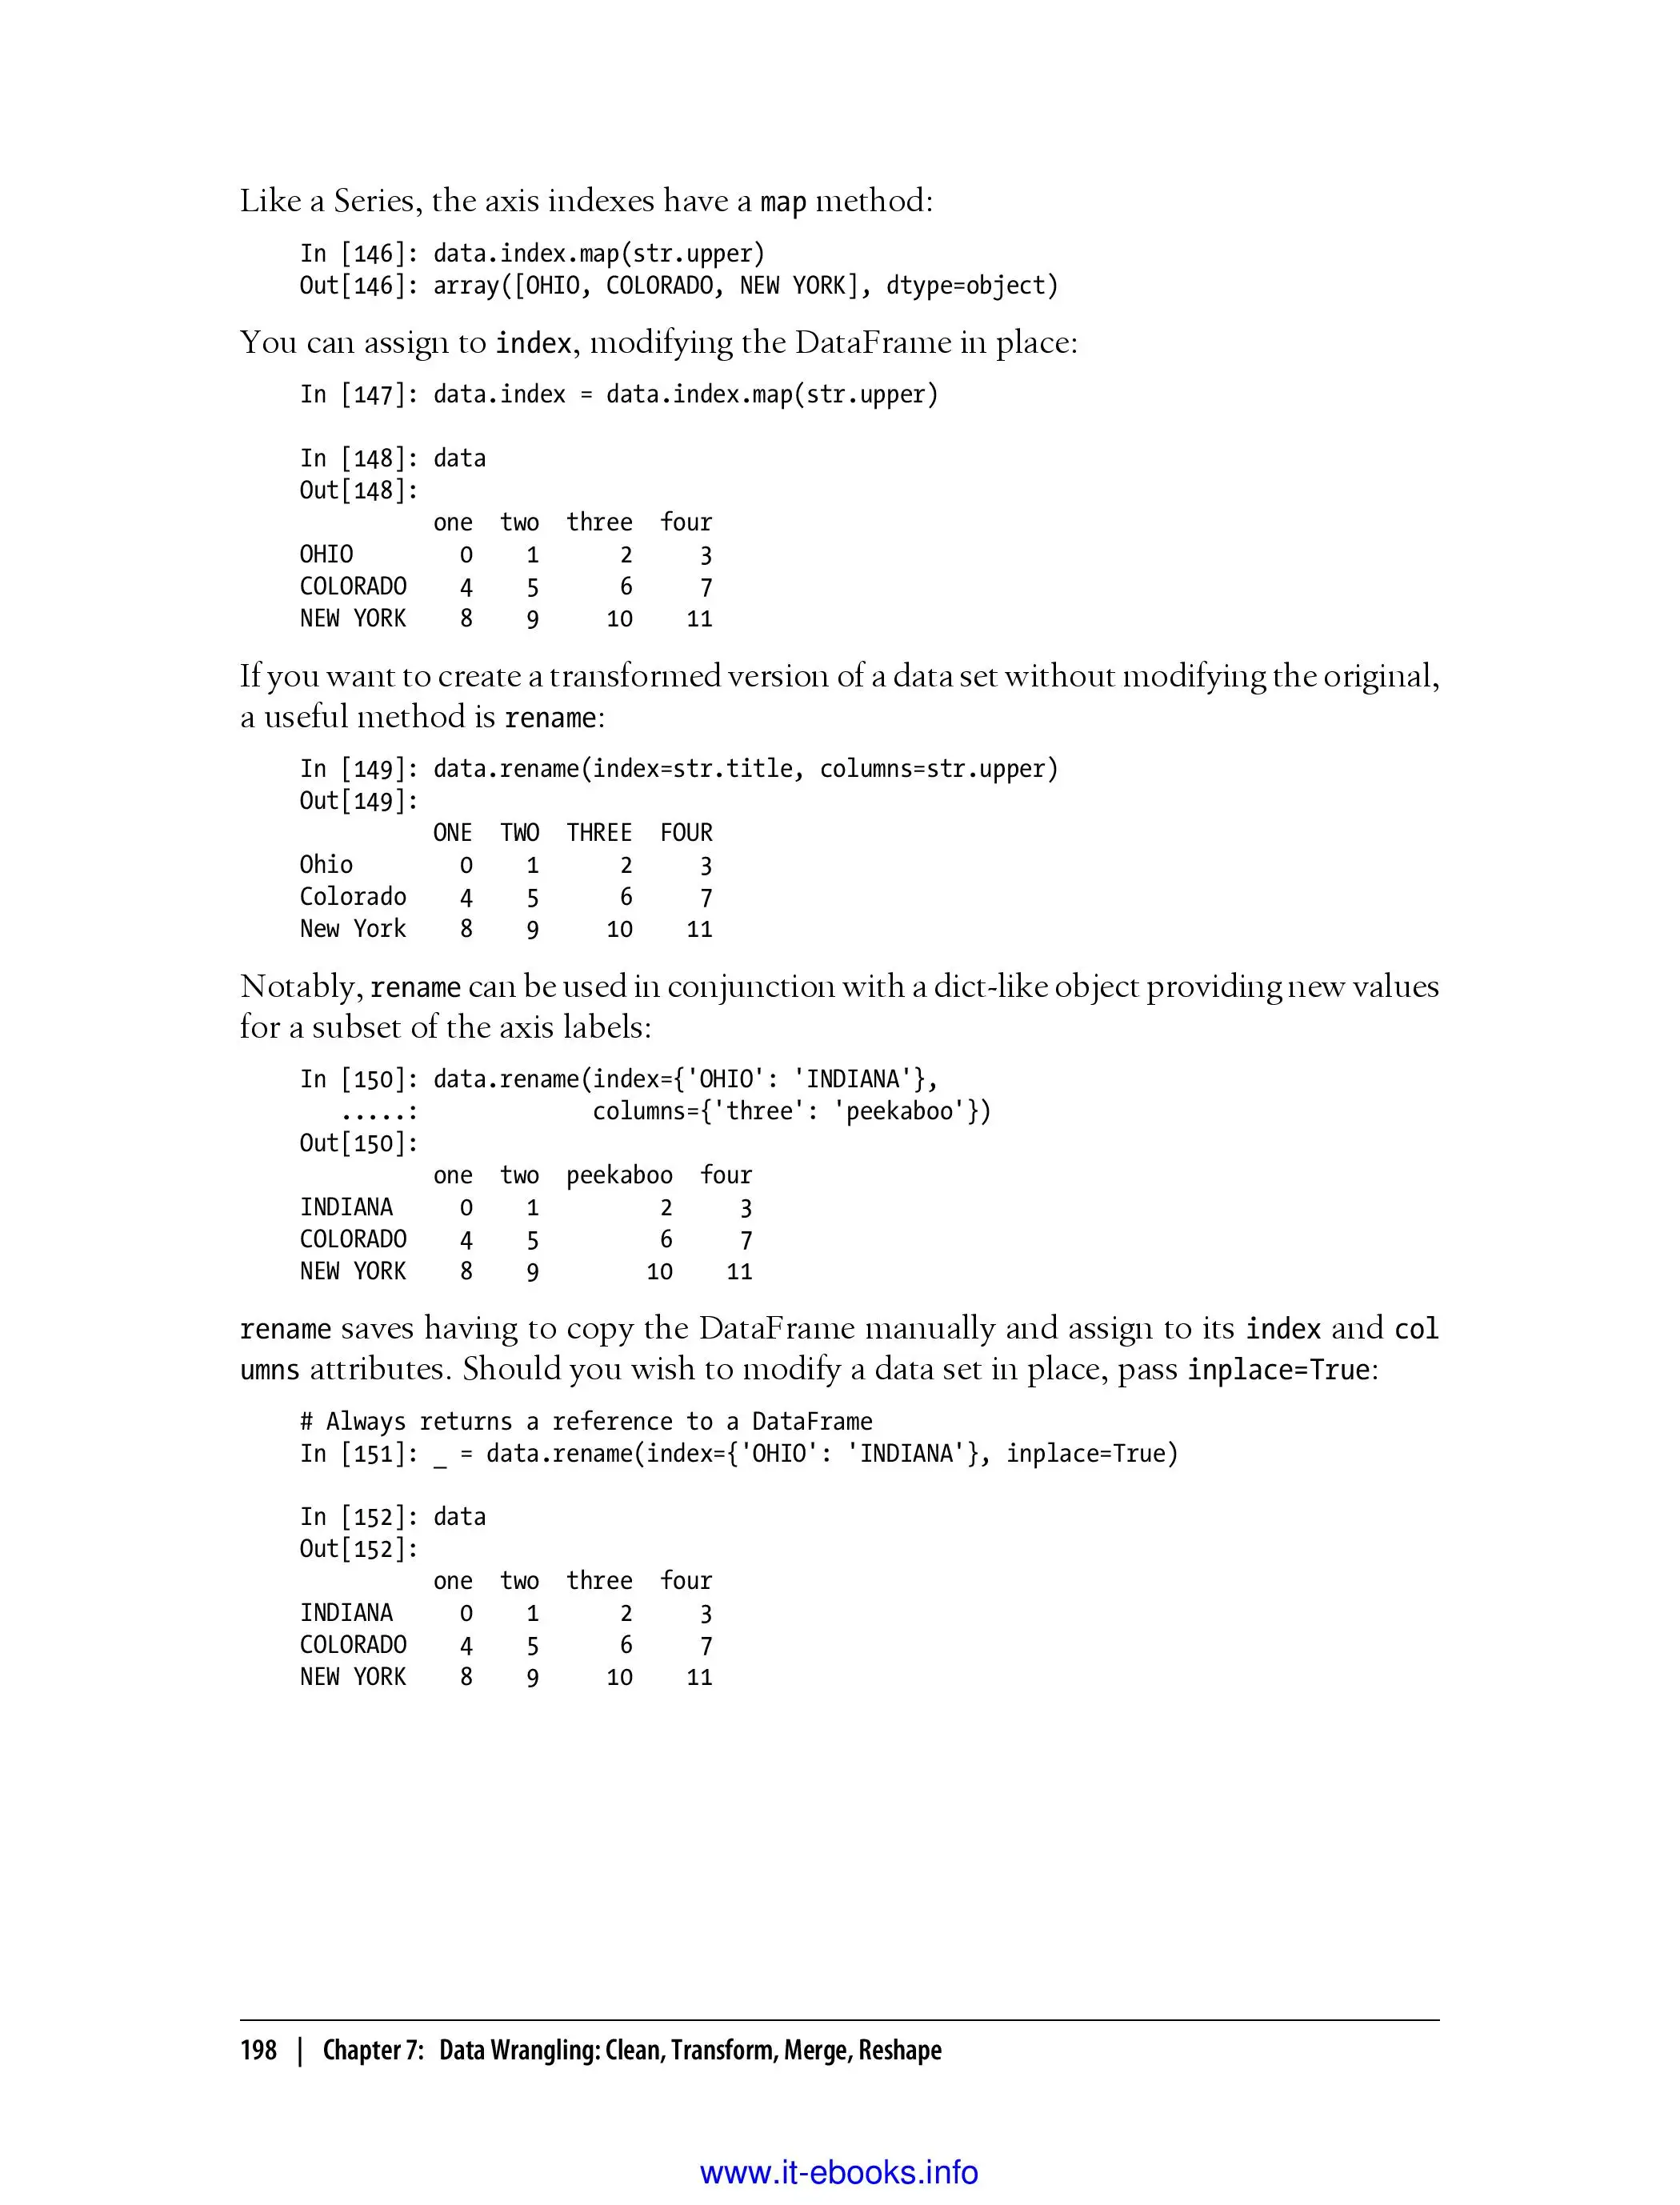 Like a Series, the axis indexes have a map method:
In [146]: data.index.map(str.upper)
Out[146]: array([OHIO, COLORADO, NEW YORK], dtype=object)
You can assign to index, modifying the DataFrame in place:
In [147]: data.index = data.index.map(str.upper)
In [148]: data
Out[148]:
          one  two  three  four
OHIO        0    1      2     3
COLORADO    4    5      6     7
NEW YORK    8    9     10    11
If you want to create a transformed version of a data set without modifying the original,
a useful method is rename:
In [149]: data.rename(index=str.title, columns=str.upper)
Out[149]:
          ONE  TWO  THREE  FOUR
Ohio        0    1      2     3
Colorado    4    5      6     7
New York    8    9     10    11
Notably, rename can be used in conjunction with a dict-like object providing new values
for a subset of the axis labels:
In [150]: data.rename(index={'OHIO': 'INDIANA'},
   .....:             columns={'three': 'peekaboo'})
Out[150]:
          one  two  peekaboo  four
INDIANA     0    1         2     3
COLORADO    4    5         6     7
NEW YORK    8    9        10    11
rename saves having to copy the DataFrame manually and assign to its index and col
umns attributes. Should you wish to modify a data set in place, pass inplace=True:
# Always returns a reference to a DataFrame
In [151]: _ = data.rename(index={'OHIO': 'INDIANA'}, inplace=True)
In [152]: data
Out[152]:
          one  two  three  four
INDIANA     0    1      2     3
COLORADO    4    5      6     7
NEW YORK    8    9     10    11
198 | Chapter 7: Data Wrangling: Clean, Transform, Merge, Reshape
www.it-ebooks.info